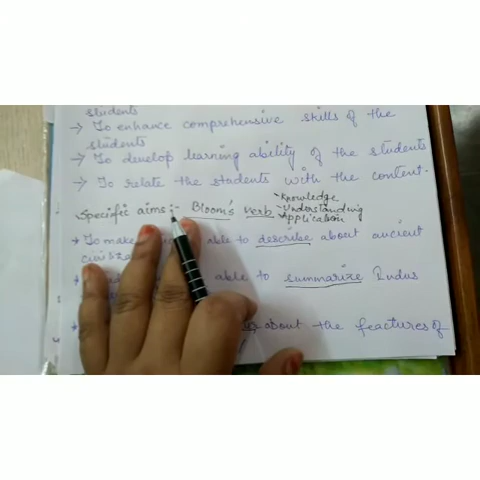 students
→ To enhance comprehensive skills of the
students
→ To develop learning ability of the students
→ To relate the students with the content.
- Knowledge
Specific aims :- Bloom's verb - Understanding
- Application
→ To make able to describe about ancient
able to summarize Indus
about the feactures of